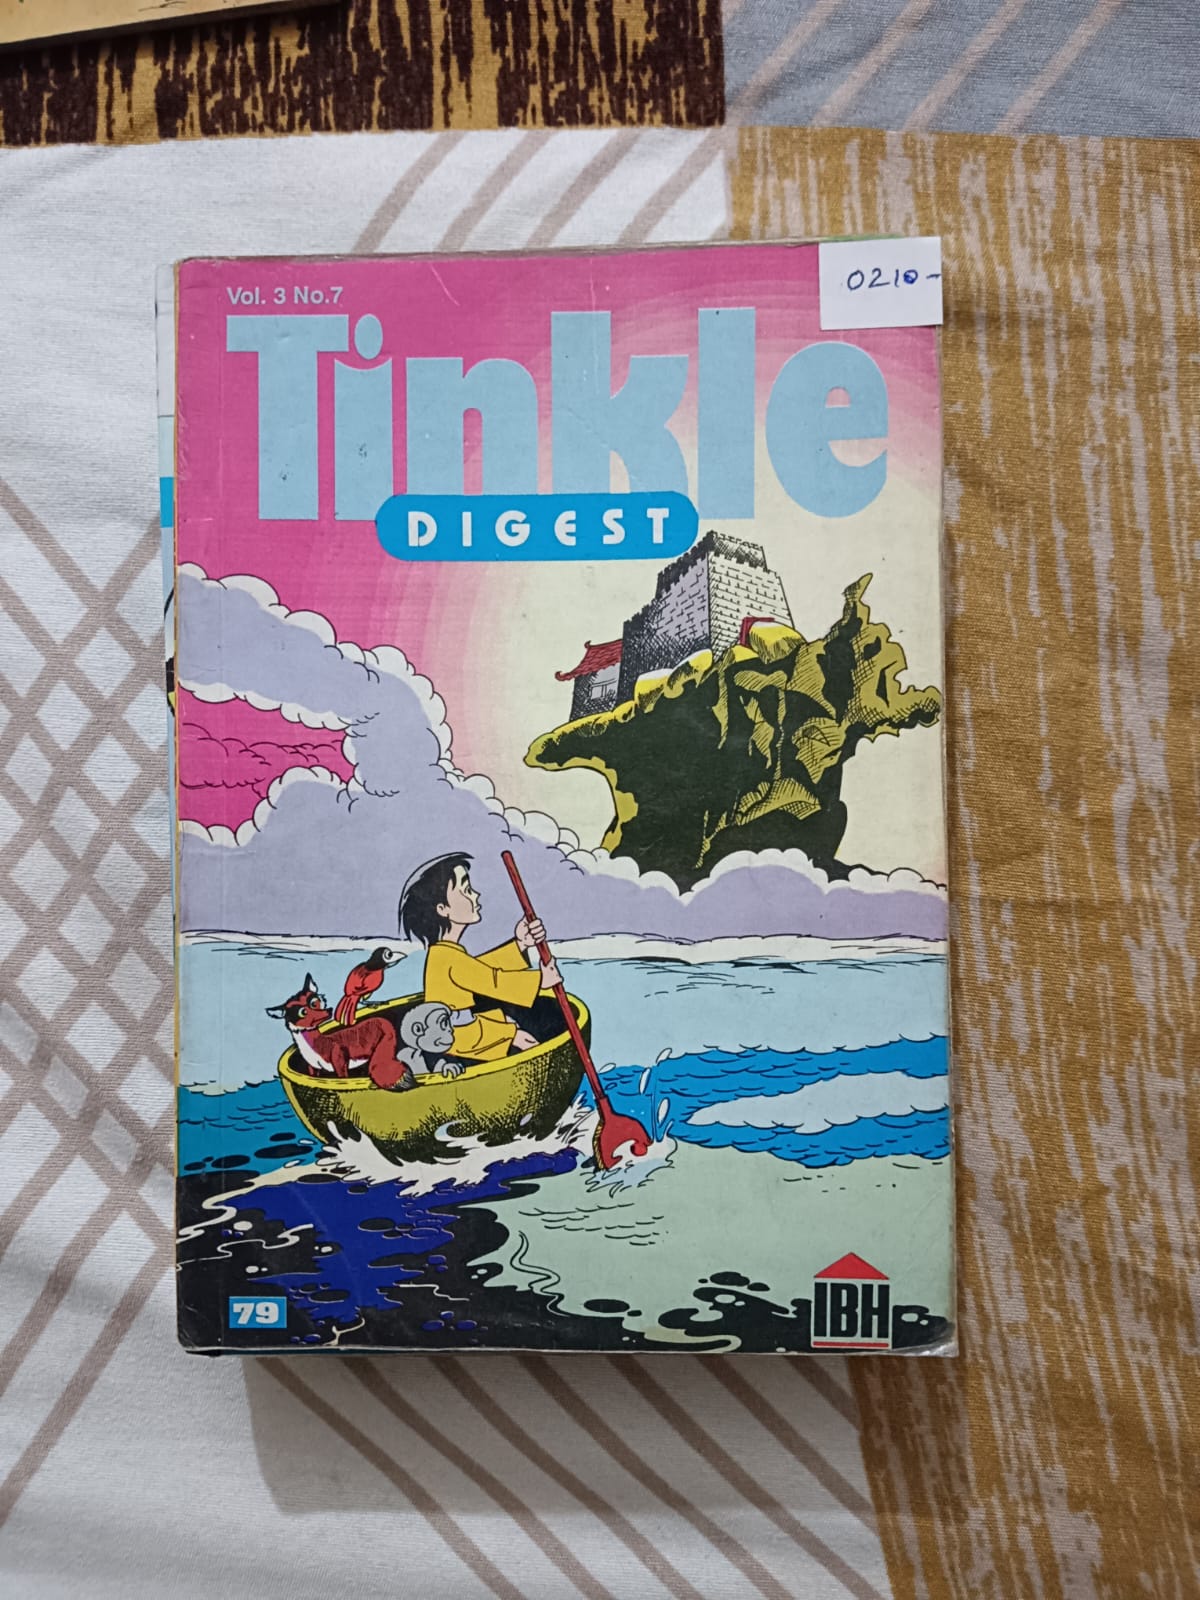 Vol. 3 No.7
0210-
Tinkle
DIGEST
79
IBH